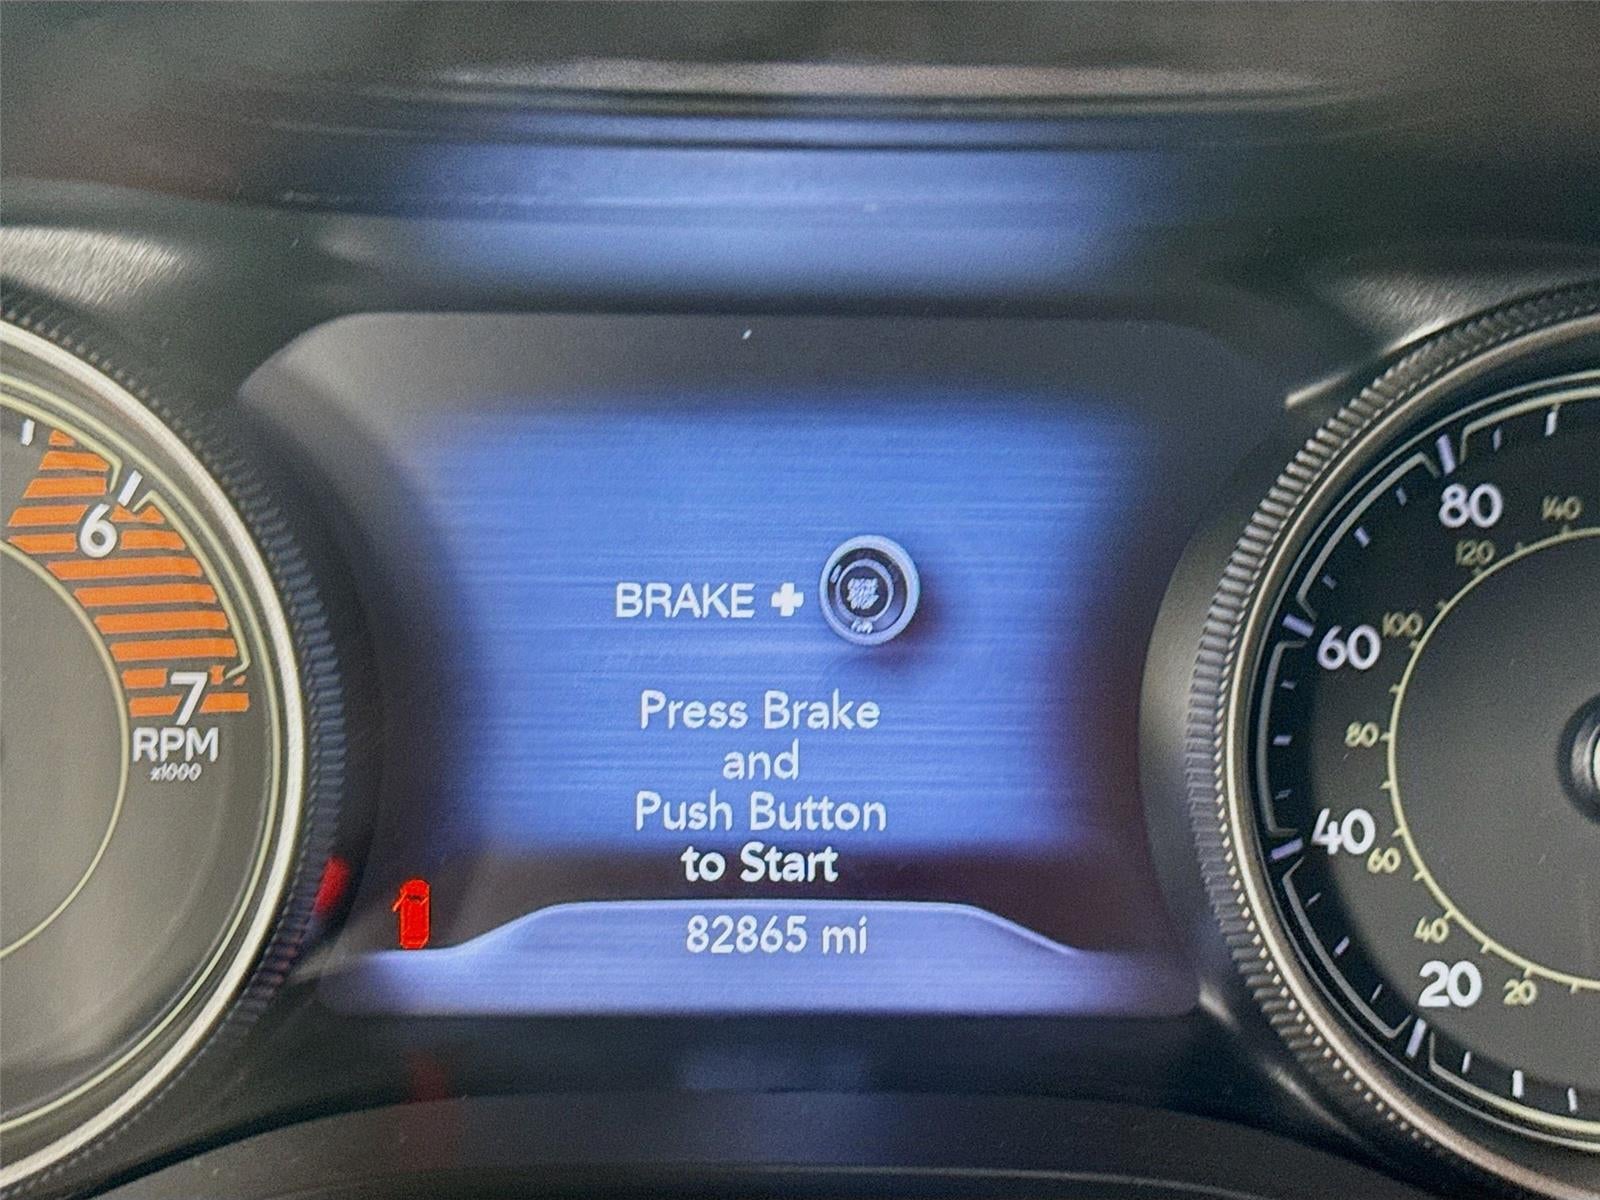 BRAKE +
Press Brake
and
Push Button
to Start
82865 mi
6
7
RPM
x1000
80
60
40
20
140
120
100
80
60
40
20